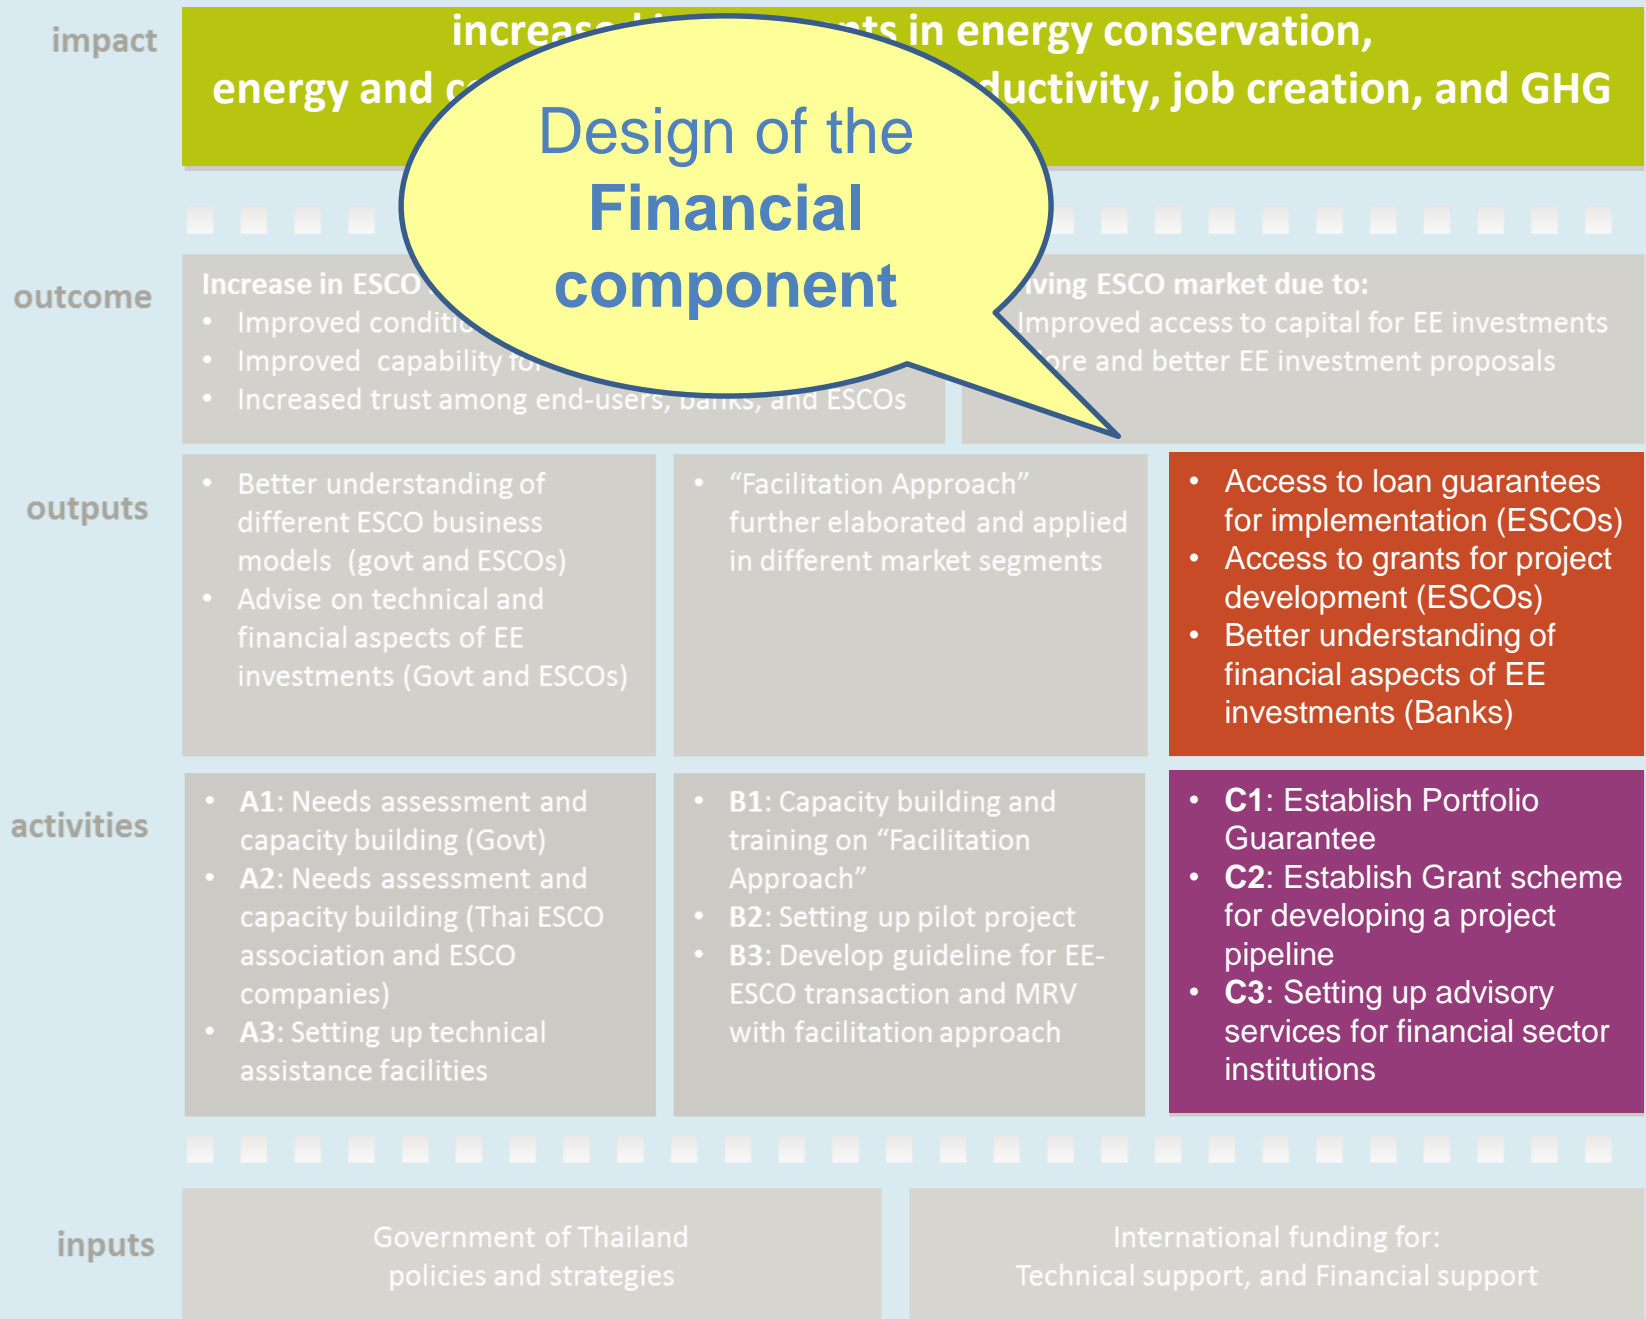 impact
increased      nts in energy conservation,
energy and      ductivity, job creation, and GHG
Design of the
Financial
component
outcome
Increase in ESCO
• Improved
• Improved capability for
• Increased trust among end-users, banks, and ESCOs
ving ESCO market due to:
Improved access to capital for EE investments
ore and better EE investment proposals
outputs
• Better understanding of
different ESCO business
models (govt and ESCOs)
• Advise on technical and
financial aspects of EE
investments (Govt and ESCOs)
• “Facilitation Approach”
further elaborated and applied
in different market segments
• Access to loan guarantees
for implementation (ESCOs)
• Access to grants for project
development (ESCOs)
• Better understanding of
financial aspects of EE
investments (Banks)
activities
• A1: Needs assessment and
capacity building (Govt)
• A2: Needs assessment and
capacity building (Thai ESCO
association and ESCO
companies)
• A3: Setting up technical
assistance facilities
• B1: Capacity building and
training on “Facilitation
Approach”
• B2: Setting up pilot project
• B3: Develop guideline for EE-
ESCO transaction and MRV
with facilitation approach
• C1: Establish Portfolio
Guarantee
• C2: Establish Grant scheme
for developing a project
pipeline
• C3: Setting up advisory
services for financial sector
institutions
inputs
Government of Thailand
policies and strategies
International funding for:
Technical support, and Financial support